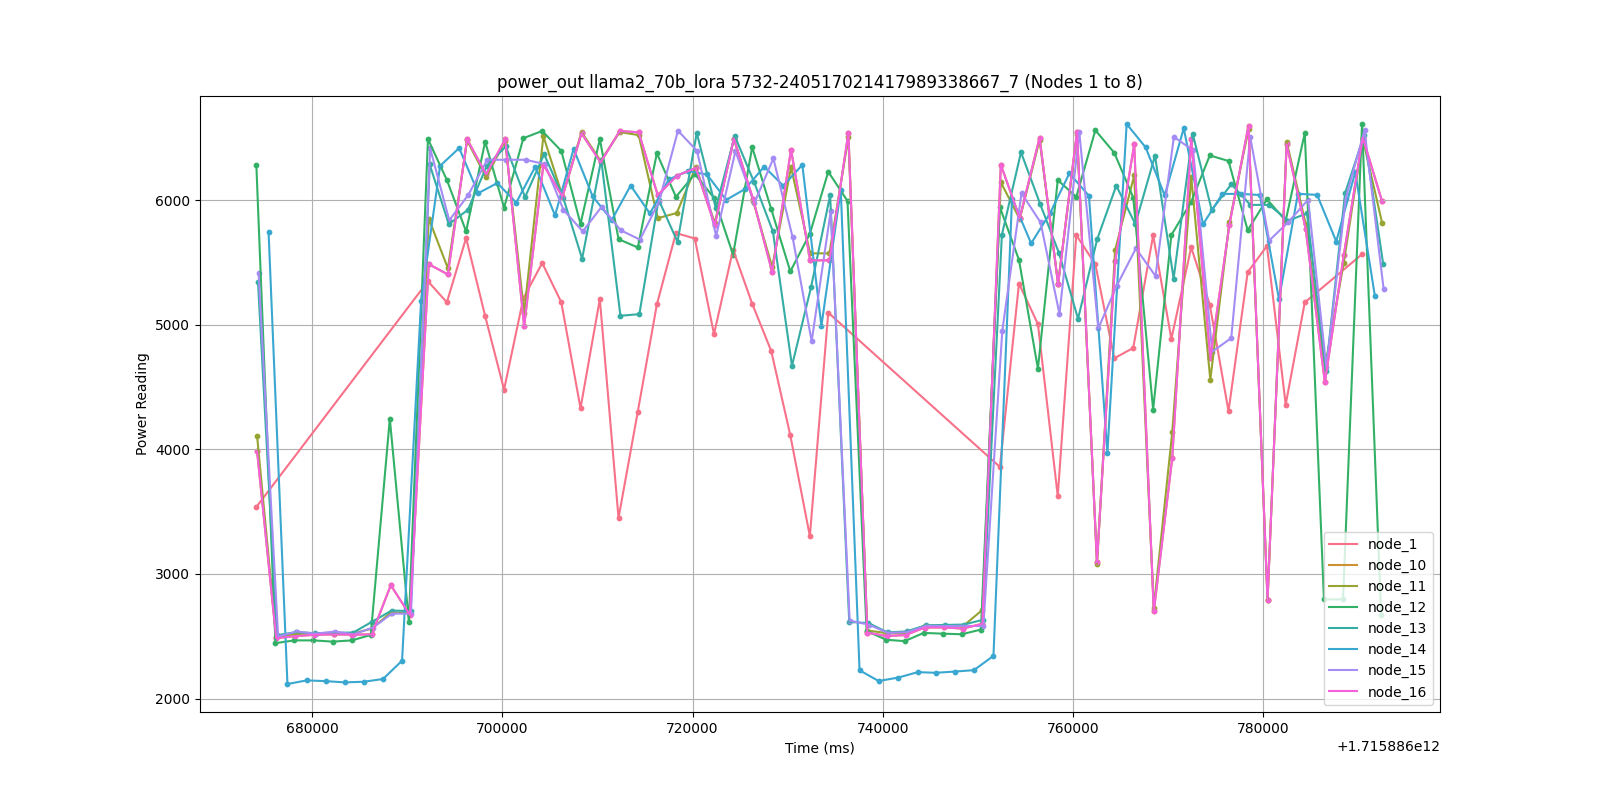 power_out llama2_70b_lora 5732-240517021417989338667_7 (Nodes 1 to 8)
Power Reading
6000
5000
4000
3000
2000
node_1
node_10
node_11
node_12
node_13
node_14
node_15
node_16
680000 700000 720000 740000 760000 780000
Time (ms)
+1.715886e12